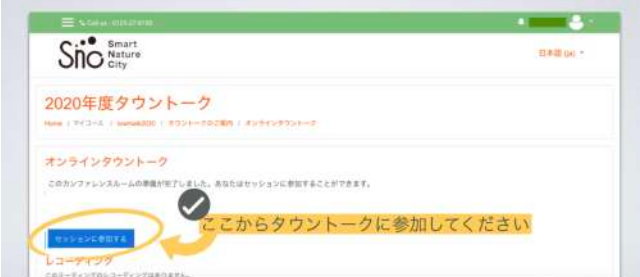 Call us : 0120-27-8100
Smart
Nature
City
Sno
日本語 (ja)
2020年度タウントーク
Home / マイコース / / タウントークのご案内 / オンラインタウントーク
オンラインタウントーク
このカンファレンスルームの準備が完了しました。あなたはセッションに参加することができます。
ここからタウントークに参加してください
セッションに参加する
レコーディング
このミーティングのレコーディングはありません。